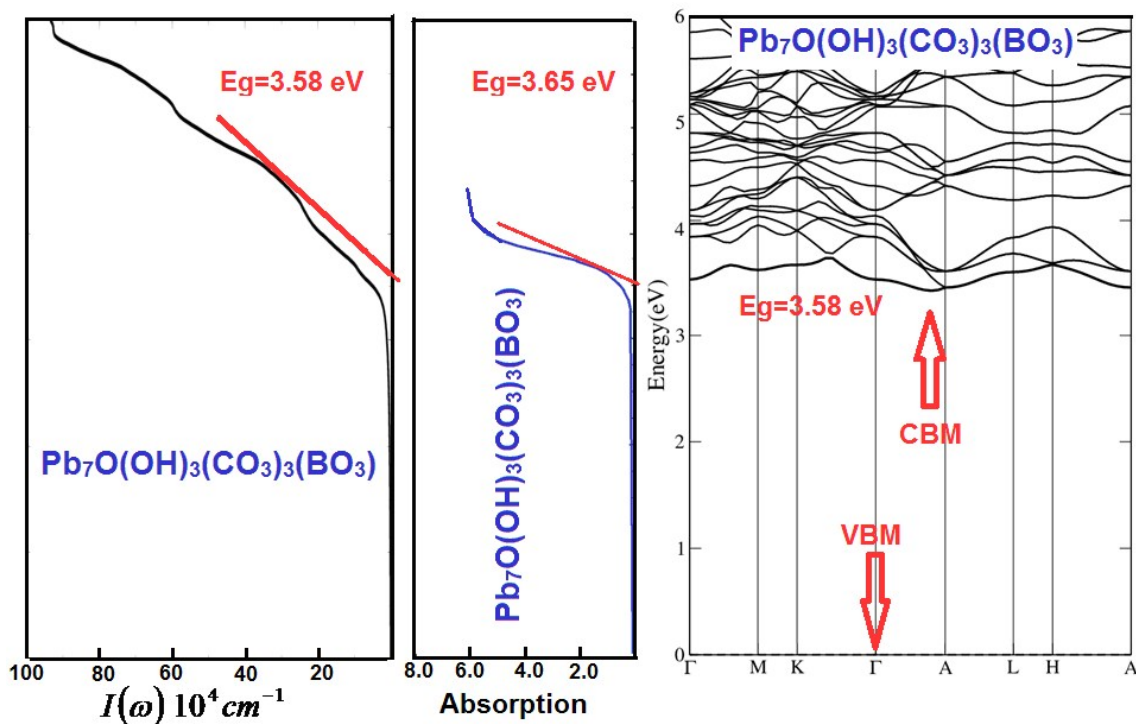 Eg=3.58 eV
Pb₇O(OH)₃(CO₃)₃(BO₃)
100 80 60 40 20
I(ω) 10⁴ cm⁻¹
Eg=3.65 eV
Pb₇O(OH)₃(CO₃)₃(BO₃)
8.0 6.0 4.0 2.0
Absorption
Pb₇O(OH)₃(CO₃)₃(BO₃)
6
5
4
3
2
1
0
Energy(eV)
Eg=3.58 eV
CBM
VBM
Γ M K Γ A L H A